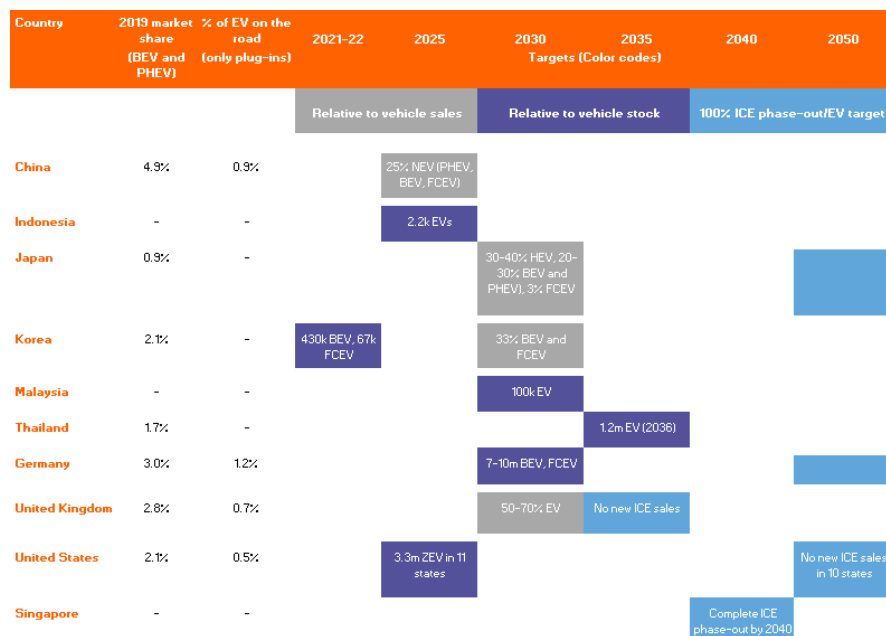 Country
2019 market share (BEV and PHEV)
% of EV on the road (only plug-ins)
2021-22
2025
2030
2035
2040
2050
Targets (Color codes)
Relative to vehicle sales
Relative to vehicle stock
100% ICE phase-out/EV target
China
4.9%
0.9%
25% NEV (PHEV,
BEV, FCEV)
Indonesia
-
-
2.2k EVs
Japan
0.9%
-
30-40% HEV, 20-
30% BEV and
PHEV), 3% FCEV
Korea
2.1%
-
430k BEV, 67k
FCEV
33% BEV and
FCEV
Malaysia
-
-
100k EV
Thailand
1.7%
-
1.2m EV (2036)
Germany
3.0%
1.2%
7-10m BEV, FCEV
United Kingdom
2.8%
0.7%
50-70% EV
No new ICE sales
United States
2.1%
0.5%
3.3m ZEV in 11
states
No new ICE sales
in 10 states
Singapore
-
-
Complete ICE
phase-out by 2040